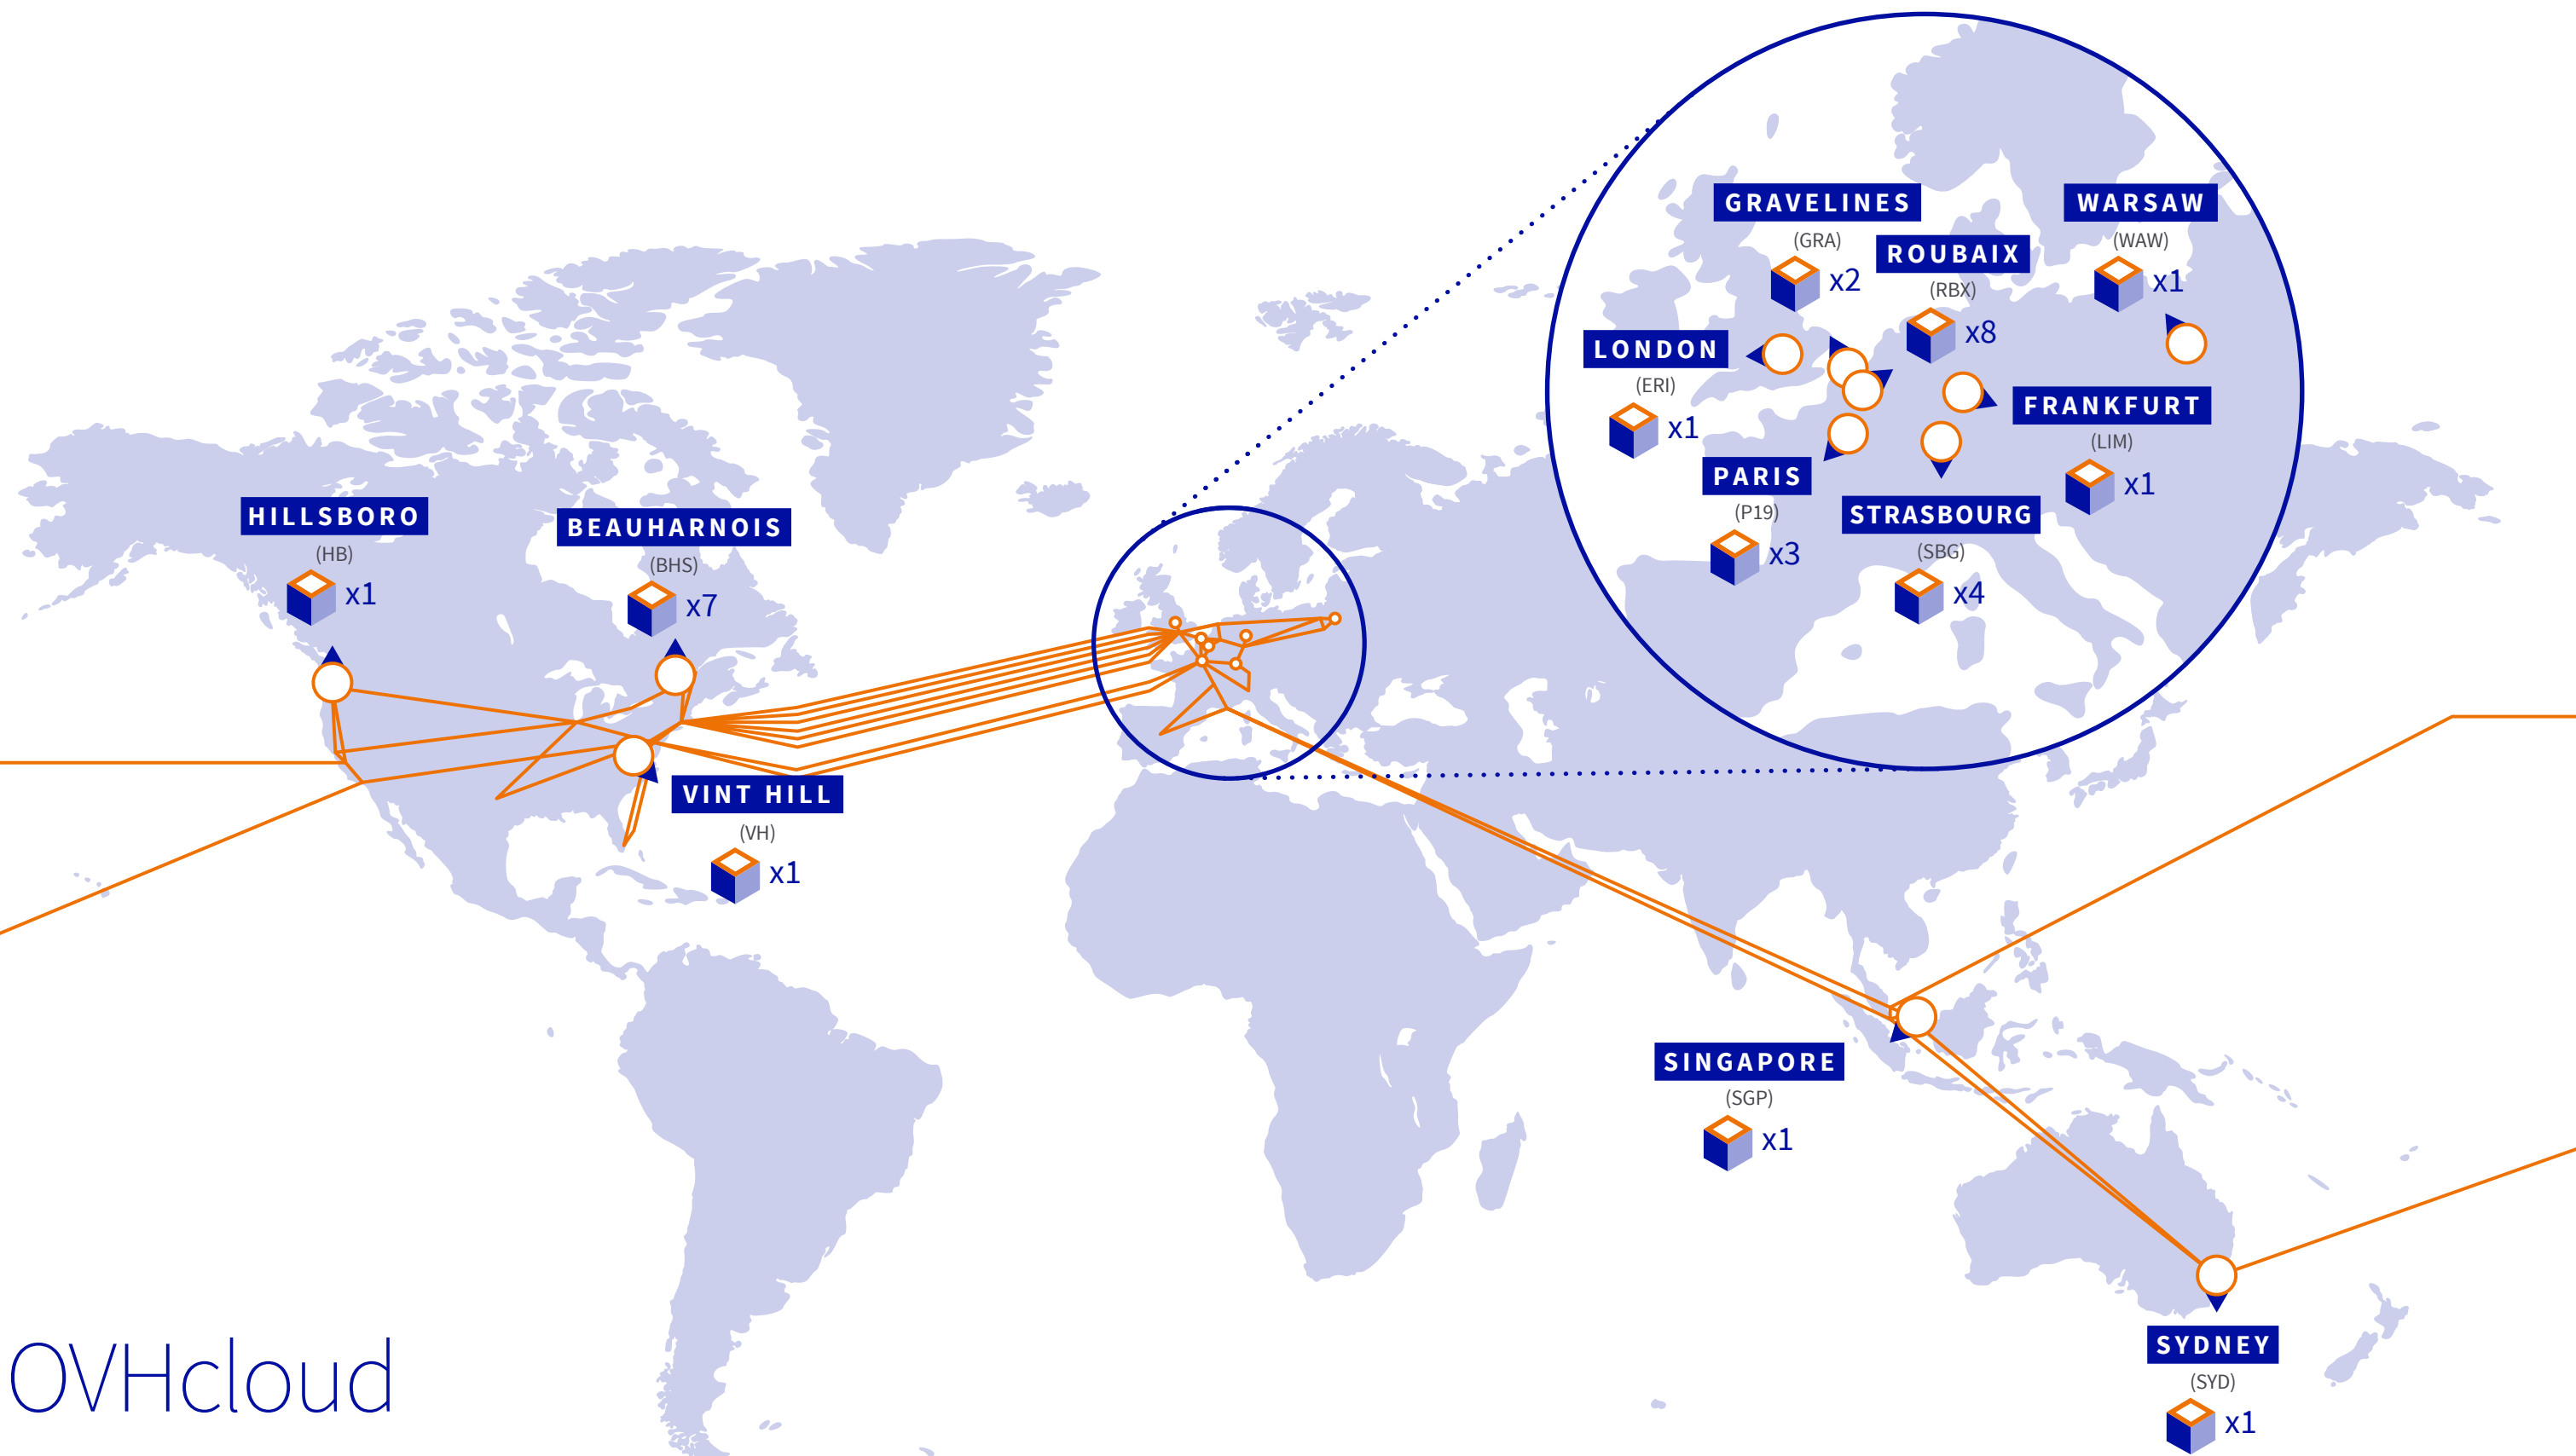 GRAVELINES
(GRA)
x2
ROUBAIX
(RBX)
x8
WARSAW
(WAW)
x1
LONDON
(ERI)
x1
FRANKFURT
(LIM)
x1
PARIS
(P19)
x3
STRASBOURG
(SBG)
x4
HILLSBORO
(HB)
x1
BEAUHARNOIS
(BHS)
x7
VINT HILL
(VH)
x1
SINGAPORE
(SGP)
x1
SYDNEY
(SYD)
x1
OVHcloud